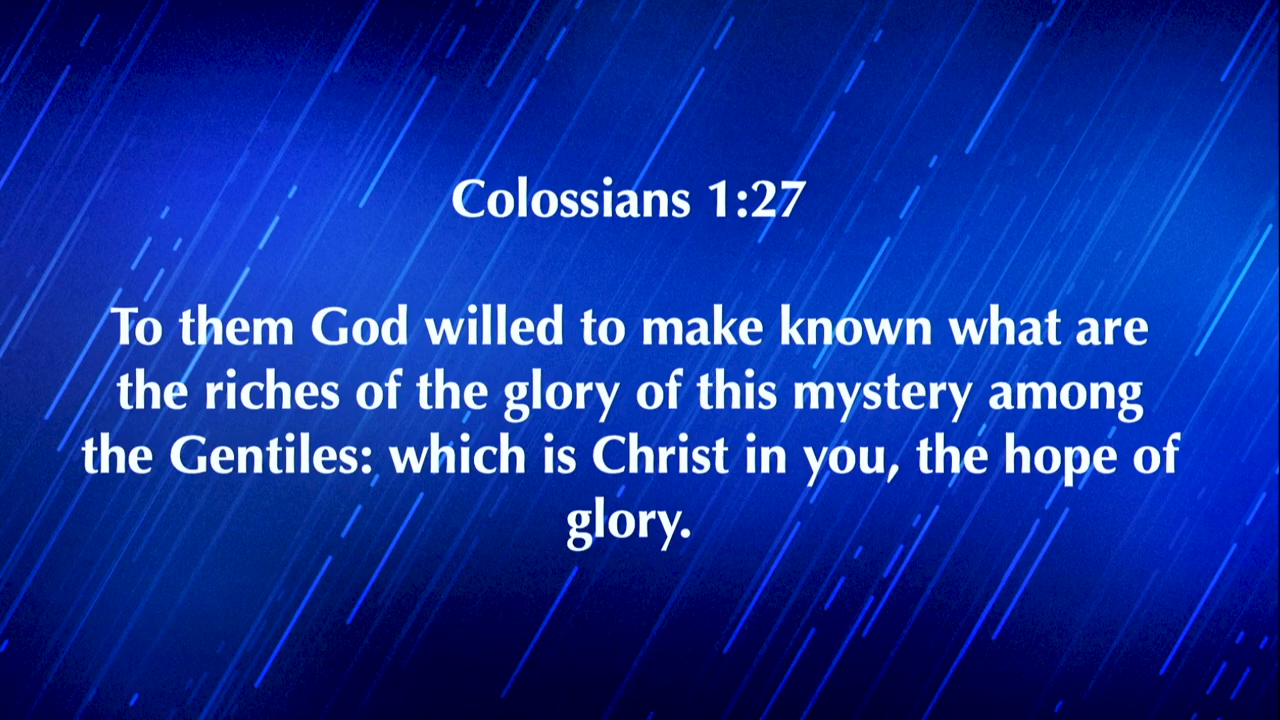 Colossians 1:27
To them God willed to make known what are
the riches of the glory of this mystery among
the Gentiles: which is Christ in you, the hope of
glory.